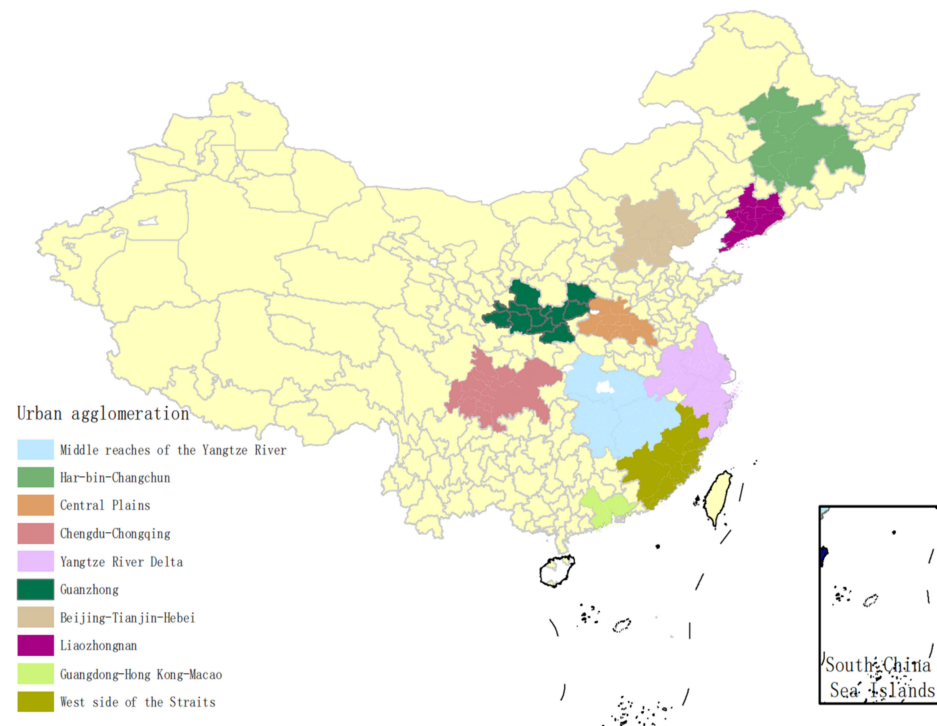 Urban agglomeration
Middle reaches of the Yangtze River
Har-bin-Changchun
Central Plains
Chengdu-Chongqing
Yangtze River Delta
Guanzhong
Beijing-Tianjin-Hebei
Liaozhongnan
Guangdong-Hong Kong-Macao
West side of the Straits
South China
Sea Islands